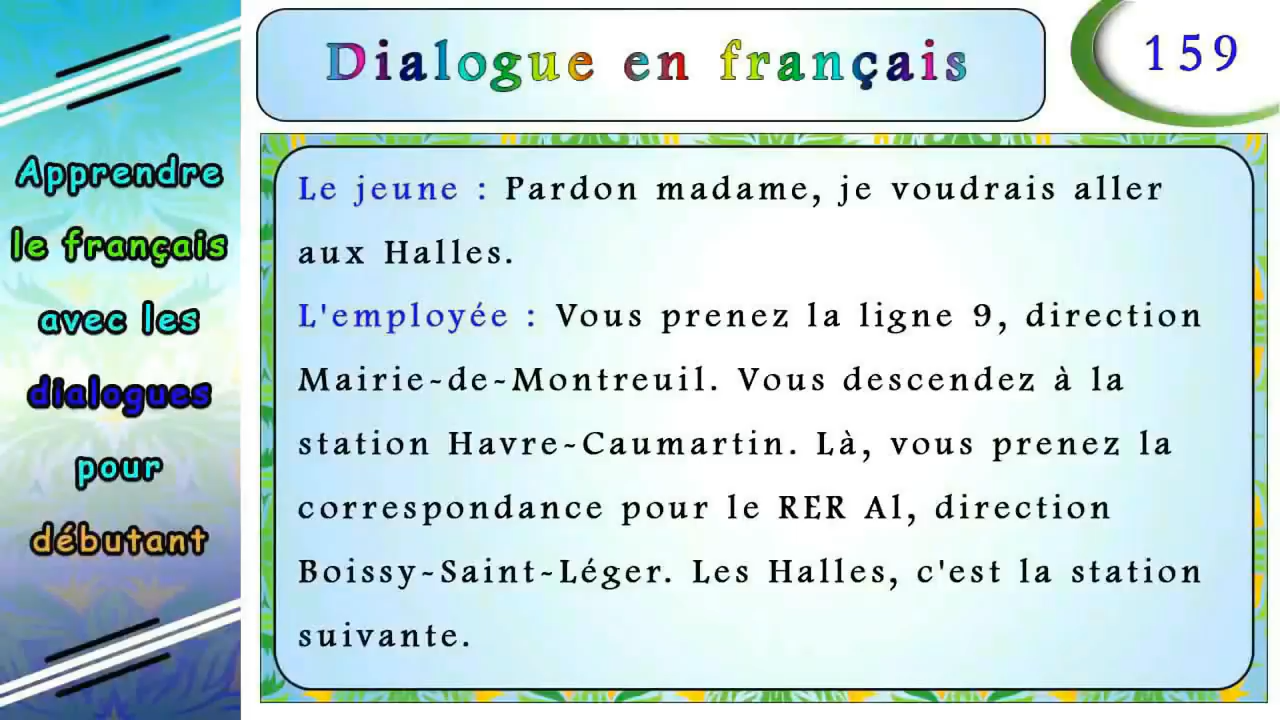 Dialogue en français
159
Apprendre
le français
avec les
dialogues
pour
débutant
Le jeune : Pardon madame, je voudrais aller
aux Halles.
L'employée : Vous prenez la ligne 9, direction
Mairie-de-Montreuil. Vous descendez à la
station Havre-Caumartin. Là, vous prenez la
correspondance pour le RER Al, direction
Boissy-Saint-Léger. Les Halles, c'est la station
suivante.